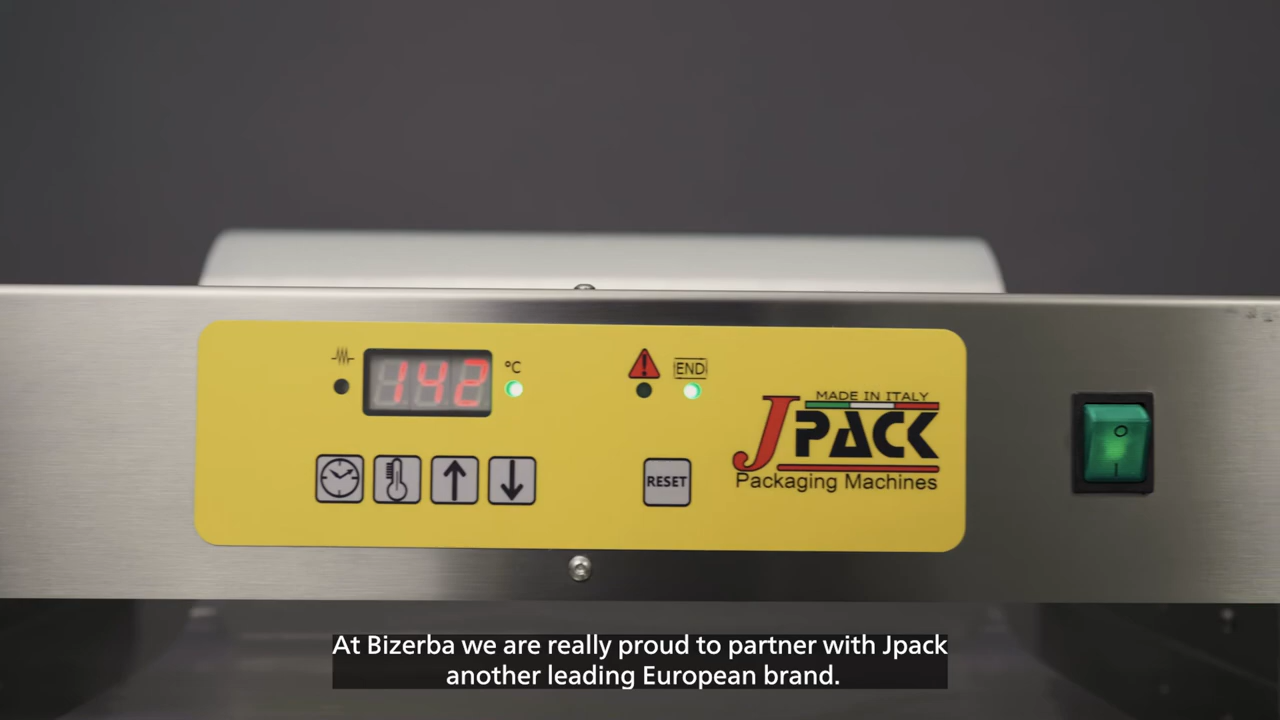 142
°C
END
MADE IN ITALY
JPACK
Packaging Machines
RESET
At Bizerba we are really proud to partner with Jpack
another leading European brand.